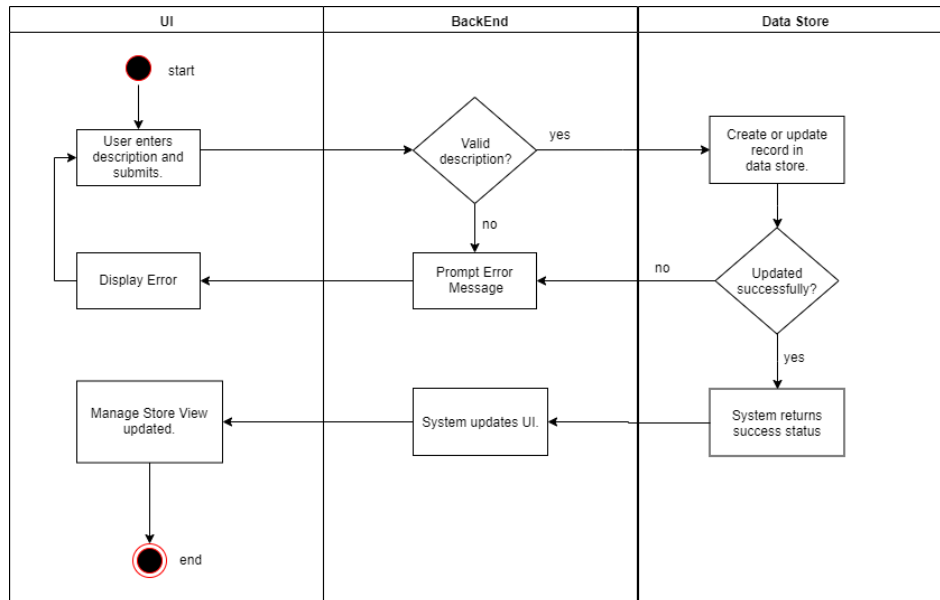 UI
BackEnd
Data Store
start
User enters
description and
submits.
Valid
description?
yes
Create or update
record in
data store.
no
Display Error
Prompt Error
Message
no
Updated
successfully?
yes
Manage Store View
updated.
System updates UI.
System returns
success status
end